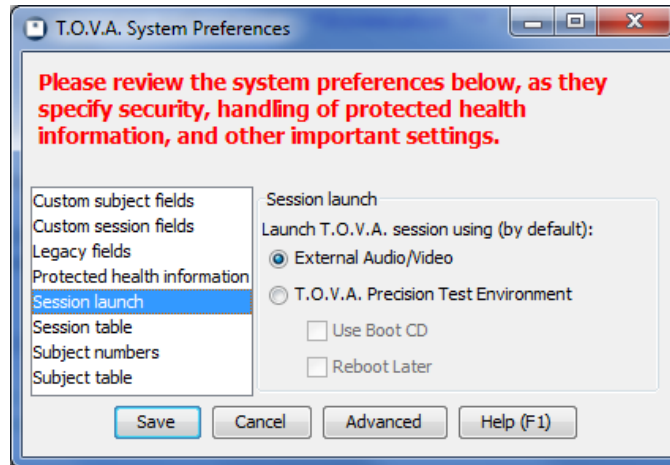 T.O.V.A. System Preferences
Please review the system preferences below, as they
specify security, handling of protected health
information, and other important settings.
Custom subject fields
Custom session fields
Legacy fields
Protected health information
Session launch
Session table
Subject numbers
Subject table
Session launch
Launch T.O.V.A. session using (by default):
External Audio/Video
T.O.V.A. Precision Test Environment
Use Boot CD
Reboot Later
Save
Cancel
Advanced
Help (F1)